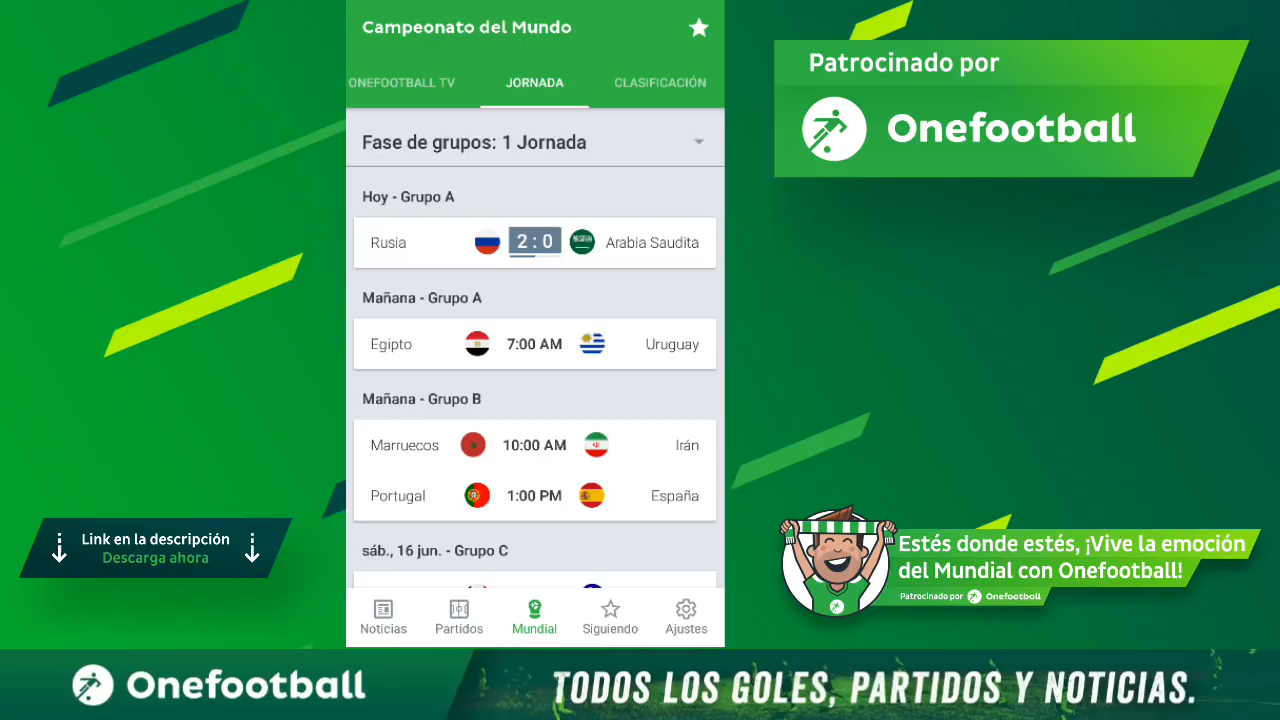 Campeonato del Mundo
ONEFOOTBALL TV JORNADA CLASIFICACIÓN
Fase de grupos: 1 Jornada
Hoy - Grupo A
Rusia 2 : 0 Arabia Saudita
Mañana - Grupo A
Egipto 7:00 AM Uruguay
Mañana - Grupo B
Marruecos 10:00 AM Irán
Portugal 1:00 PM España
sáb., 16 jun. - Grupo C
Noticias Partidos Mundial Siguiendo Ajustes
Patrocinado por
Onefootball
Link en la descripción
Descarga ahora
Estés donde estés, ¡Vive la emoción
del Mundial con Onefootball!
Patrocinado por Onefootball
Onefootball
TODOS LOS GOLES, PARTIDOS Y NOTICIAS.